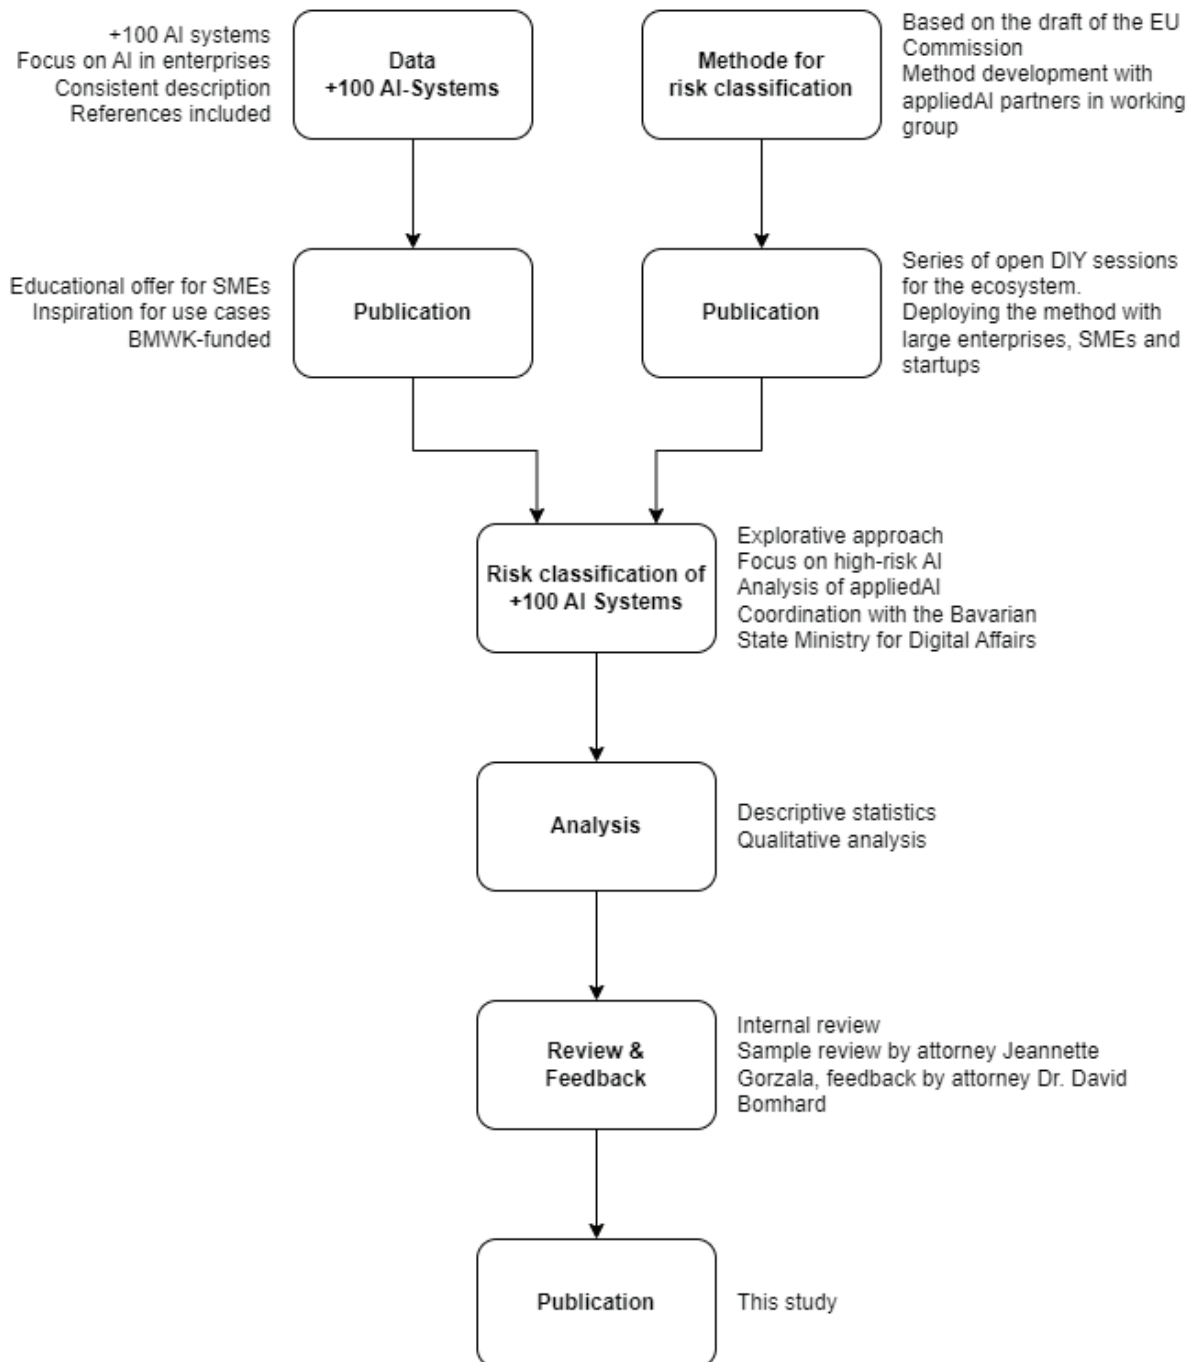 +100 AI systems
Focus on AI in enterprises
Consistent description
References included
Data
+100 AI-Systems
Methode for
risk classification
Based on the draft of the EU
Commission
Method development with
appliedAI partners in working
group
Educational offer for SMEs
Inspiration for use cases
BMWK-funded
Publication
Publication
Series of open DIY sessions
for the ecosystem.
Deploying the method with
large enterprises, SMEs and
startups
Risk classification of
+100 AI Systems
Explorative approach
Focus on high-risk AI
Analysis of appliedAI
Coordination with the Bavarian
State Ministry for Digital Affairs
Analysis
Descriptive statistics
Qualitative analysis
Review &
Feedback
Internal review
Sample review by attorney Jeannette
Gorzala, feedback by attorney Dr. David
Bomhard
Publication
This study